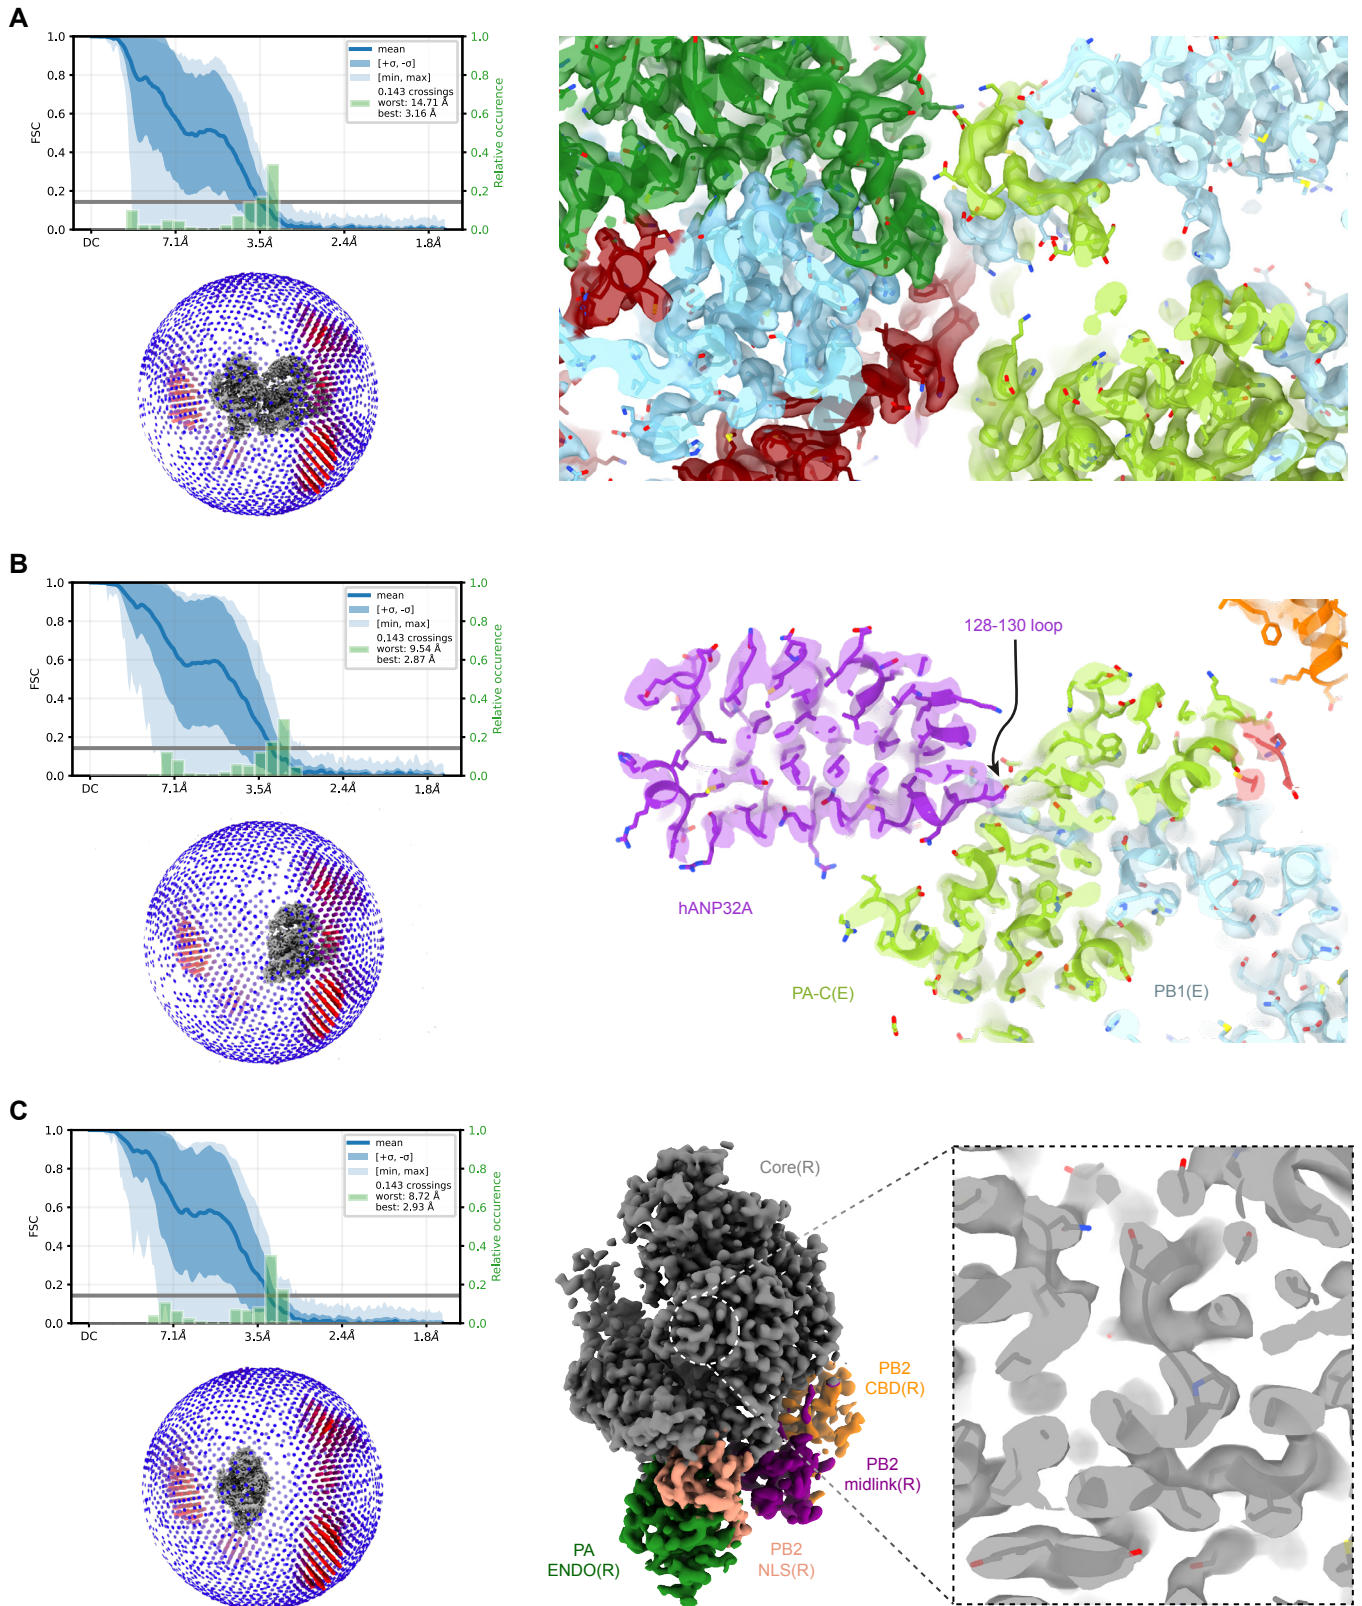 A
1.0
0.8
0.6
0.4
0.2
0.0
FSC
DC
7.1Å
3.5Å
2.4Å
1.8Å
1.0
0.8
0.6
0.4
0.2
0.0
Relative occurence
mean
[+σ, -σ]
[min, max]
0.143 crossings
worst: 14.71 Å
best: 3.16 Å
B
1.0
0.8
0.6
0.4
0.2
0.0
FSC
DC
7.1Å
3.5Å
2.4Å
1.8Å
1.0
0.8
0.6
0.4
0.2
0.0
Relative occurence
mean
[+σ, -σ]
[min, max]
0.143 crossings
worst: 9.54 Å
best: 2.87 Å
128-130 loop
hANP32A
PA-C(E)
PB1(E)
C
1.0
0.8
0.6
0.4
0.2
0.0
FSC
DC
7.1Å
3.5Å
2.4Å
1.8Å
1.0
0.8
0.6
0.4
0.2
0.0
Relative occurence
mean
[+σ, -σ]
[min, max]
0.143 crossings
worst: 8.72 Å
best: 2.93 Å
Core(R)
PB2
CBD(R)
PB2
midlink(R)
PA
ENDO(R)
PB2
NLS(R)